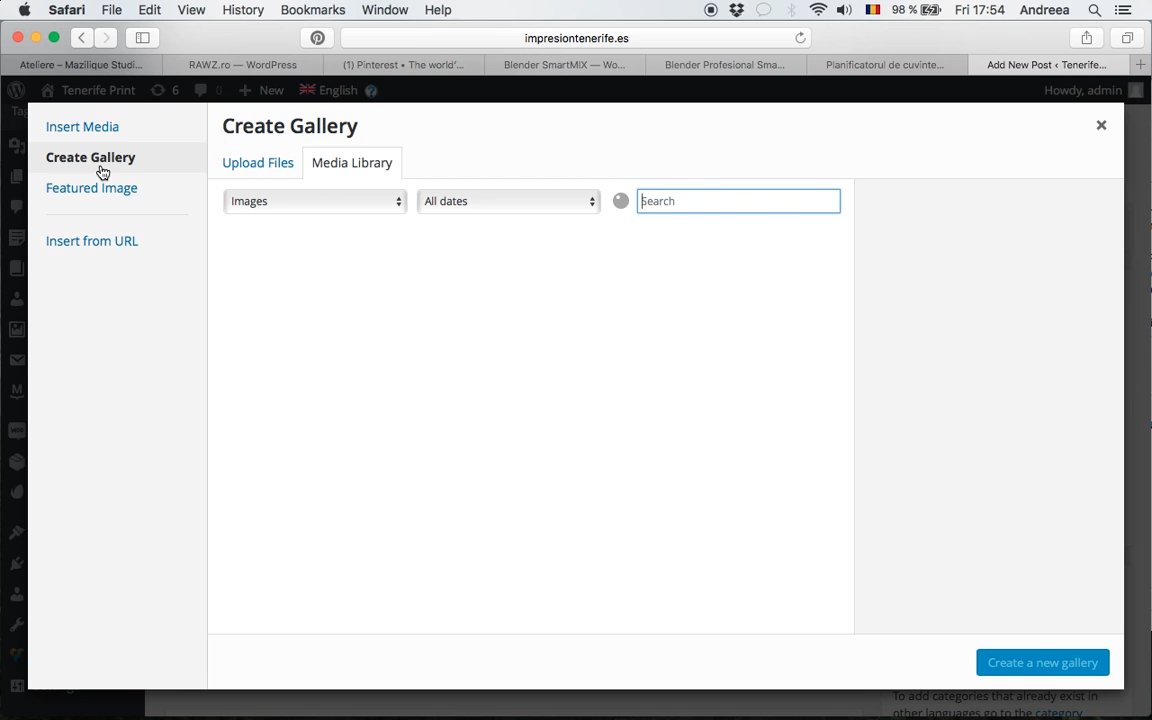 Safari File Edit View History Bookmarks Window Help 98 % Fri 17:54 Andreea
impresiontenerife.es
Ateliere – Mazilique Studi... RAWZ.ro — WordPress (1) Pinterest • The world'... Blender SmartMIX — Wo... Blender Profesional Sma... Planificatorul de cuvinte... Add New Post ‹ Tenerife...
Tenerife Print 6 0 New English Howdy, admin
Insert Media
Create Gallery
Featured Image
Insert from URL
Create Gallery
Upload Files Media Library
Images All dates Search
Create a new gallery
To add categories that already exist in
other languages go to the category